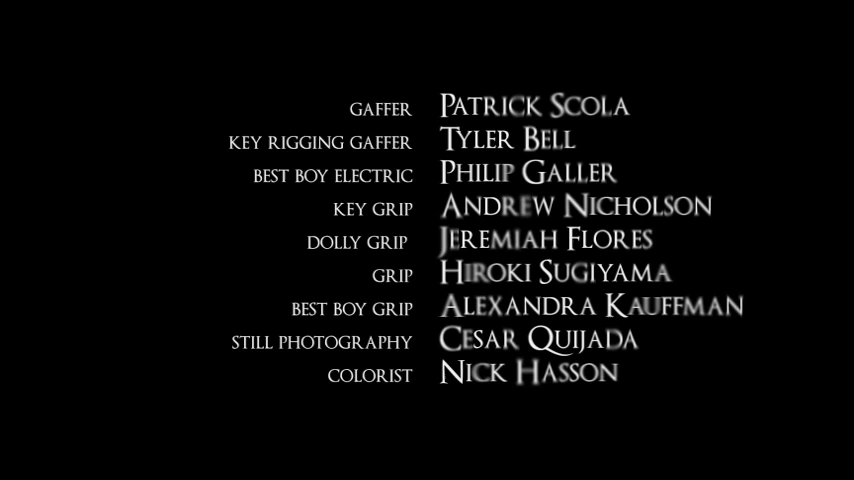 GAFFER PATRICK SCOLA
KEY RIGGING GAFFER TYLER BELL
BEST BOY ELECTRIC PHILIP GALLER
KEY GRIP ANDREW NICHOLSON
DOLLY GRIP JEREMIAH FLORES
GRIP HIROKI SUGIYAMA
BEST BOY GRIP ALEXANDRA KAUFFMAN
STILL PHOTOGRAPHY CESAR QUIJADA
COLORIST NICK HASSON